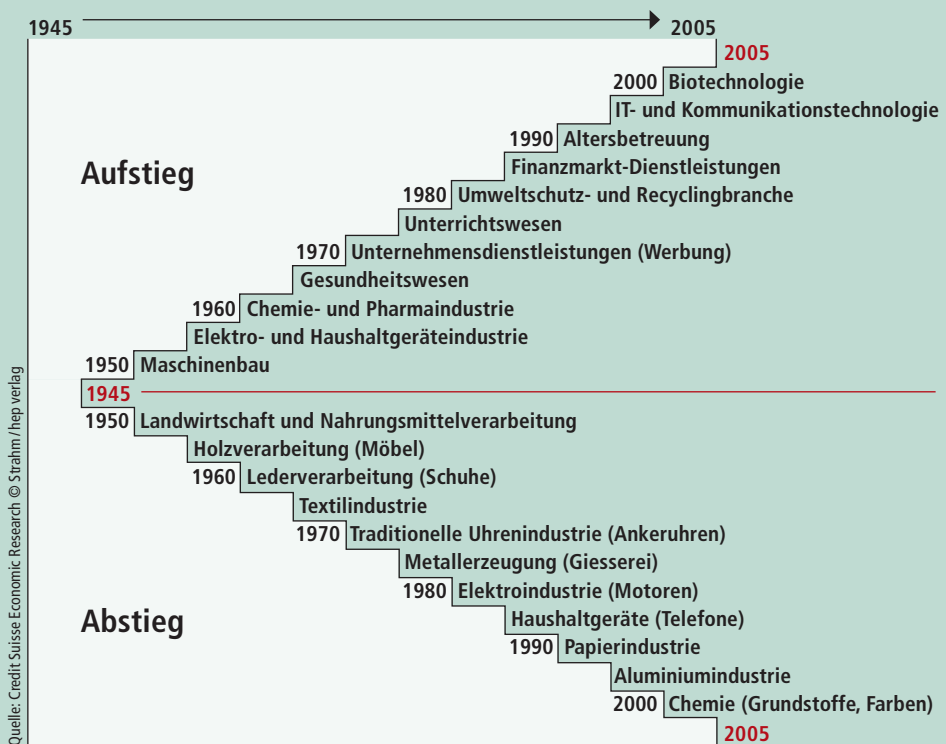 1945 2005
2005
2000 Biotechnologie
IT- und Kommunikationstechnologie
1990 Altersbetreuung
Finanzmarkt-Dienstleistungen
Aufstieg
1980 Umweltschutz- und Recyclingbranche
Unterrichtswesen
1970 Unternehmensdienstleistungen (Werbung)
Gesundheitswesen
1960 Chemie- und Pharmaindustrie
Elektro- und Haushaltgeräteindustrie
1950 Maschinenbau
1945
1950 Landwirtschaft und Nahrungsmittelverarbeitung
Holzverarbeitung (Möbel)
1960 Lederverarbeitung (Schuhe)
Textilindustrie
1970 Traditionelle Uhrenindustrie (Ankeruhren)
Metallerzeugung (Giesserei)
1980 Elektroindustrie (Motoren)
Abstieg
Haushaltgeräte (Telefone)
1990 Papierindustrie
Aluminiumindustrie
2000 Chemie (Grundstoffe, Farben)
2005
Quelle: Credit Suisse Economic Research © Strahm/hep verlag